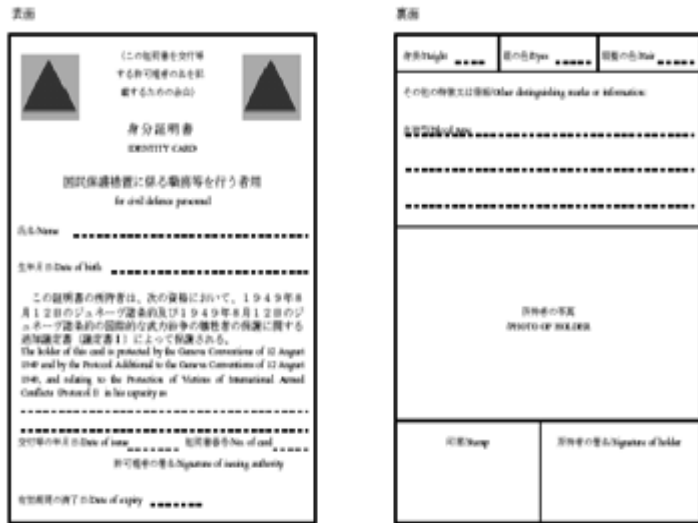 表面
(この証明書を交付等
する許可権者の名を記
載するための余白)
身分証明書
IDENTITY CARD
国民保護措置に係る職務等を行う者用
for civil defence personnel
氏名/Name
生年月日/Date of birth
この証明書の所持者は、次の資格において、1949年8
月12日のジュネーヴ諸条約及び1949年8月12日のジ
ュネーヴ諸条約の国際的な武力紛争の犠牲者の保護に関する
追加議定書(議定書I)によって保護される。
The holder of this card is protected by the Geneva Conventions of 12 August
1949 and by the Protocol Additional to the Geneva Conventions of 12 August
1949, and relating to the Protection of Victims of International Armed
Conflicts (Protocol I) in his capacity as
交付等の年月日/Date of issue 証明書番号/No. of card
許可権者の署名/Signature of issuing authority
有効期間の満了日/Date of expiry
裏面
身長/Height 眼の色/Eyes 頭髪の色/Hair
その他の特徴又は情報/Other distinguishing marks or information:
血液型/Blood type
所持者の写真
/PHOTO OF HOLDER
印章/Stamp 所持者の署名/Signature of holder